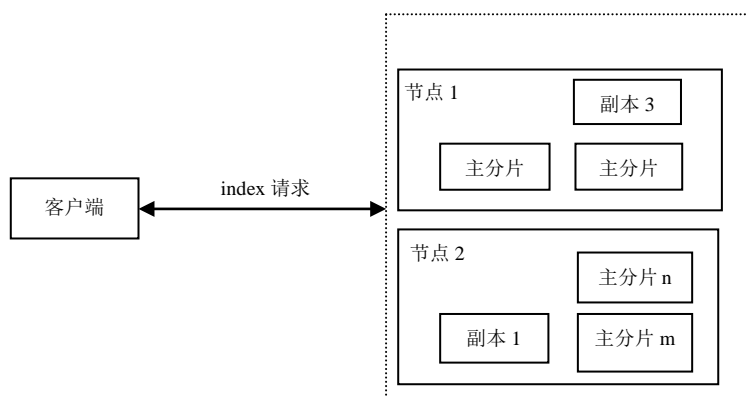 节点 1
副本 3
主分片
主分片
index 请求
客户端
节点 2
主分片 n
副本 1
主分片 m